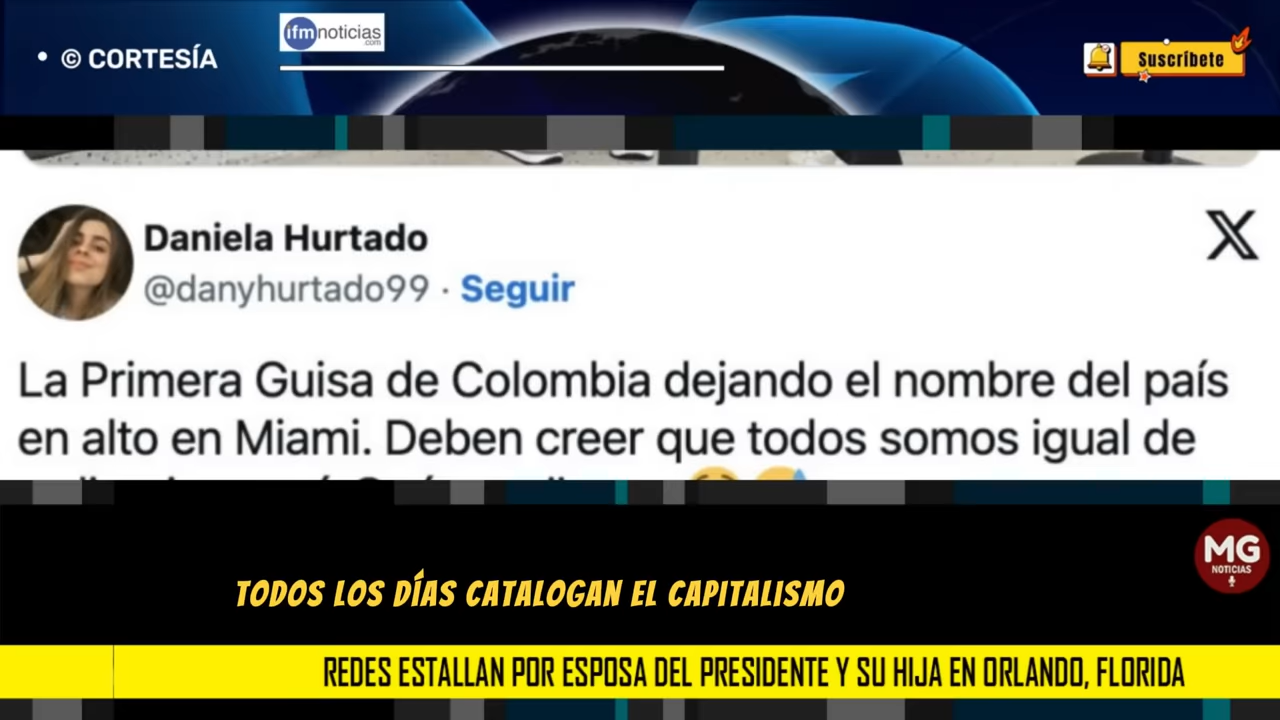 • © CORTESÍA
ifmnoticias
.com
Suscríbete
Daniela Hurtado
@danyhurtado99 · Seguir
La Primera Guisa de Colombia dejando el nombre del país
en alto en Miami. Deben creer que todos somos igual de
MG
NOTICIAS
TODOS LOS DÍAS CATALOGAN EL CAPITALISMO
REDES ESTALLAN POR ESPOSA DEL PRESIDENTE Y SU HIJA EN ORLANDO, FLORIDA